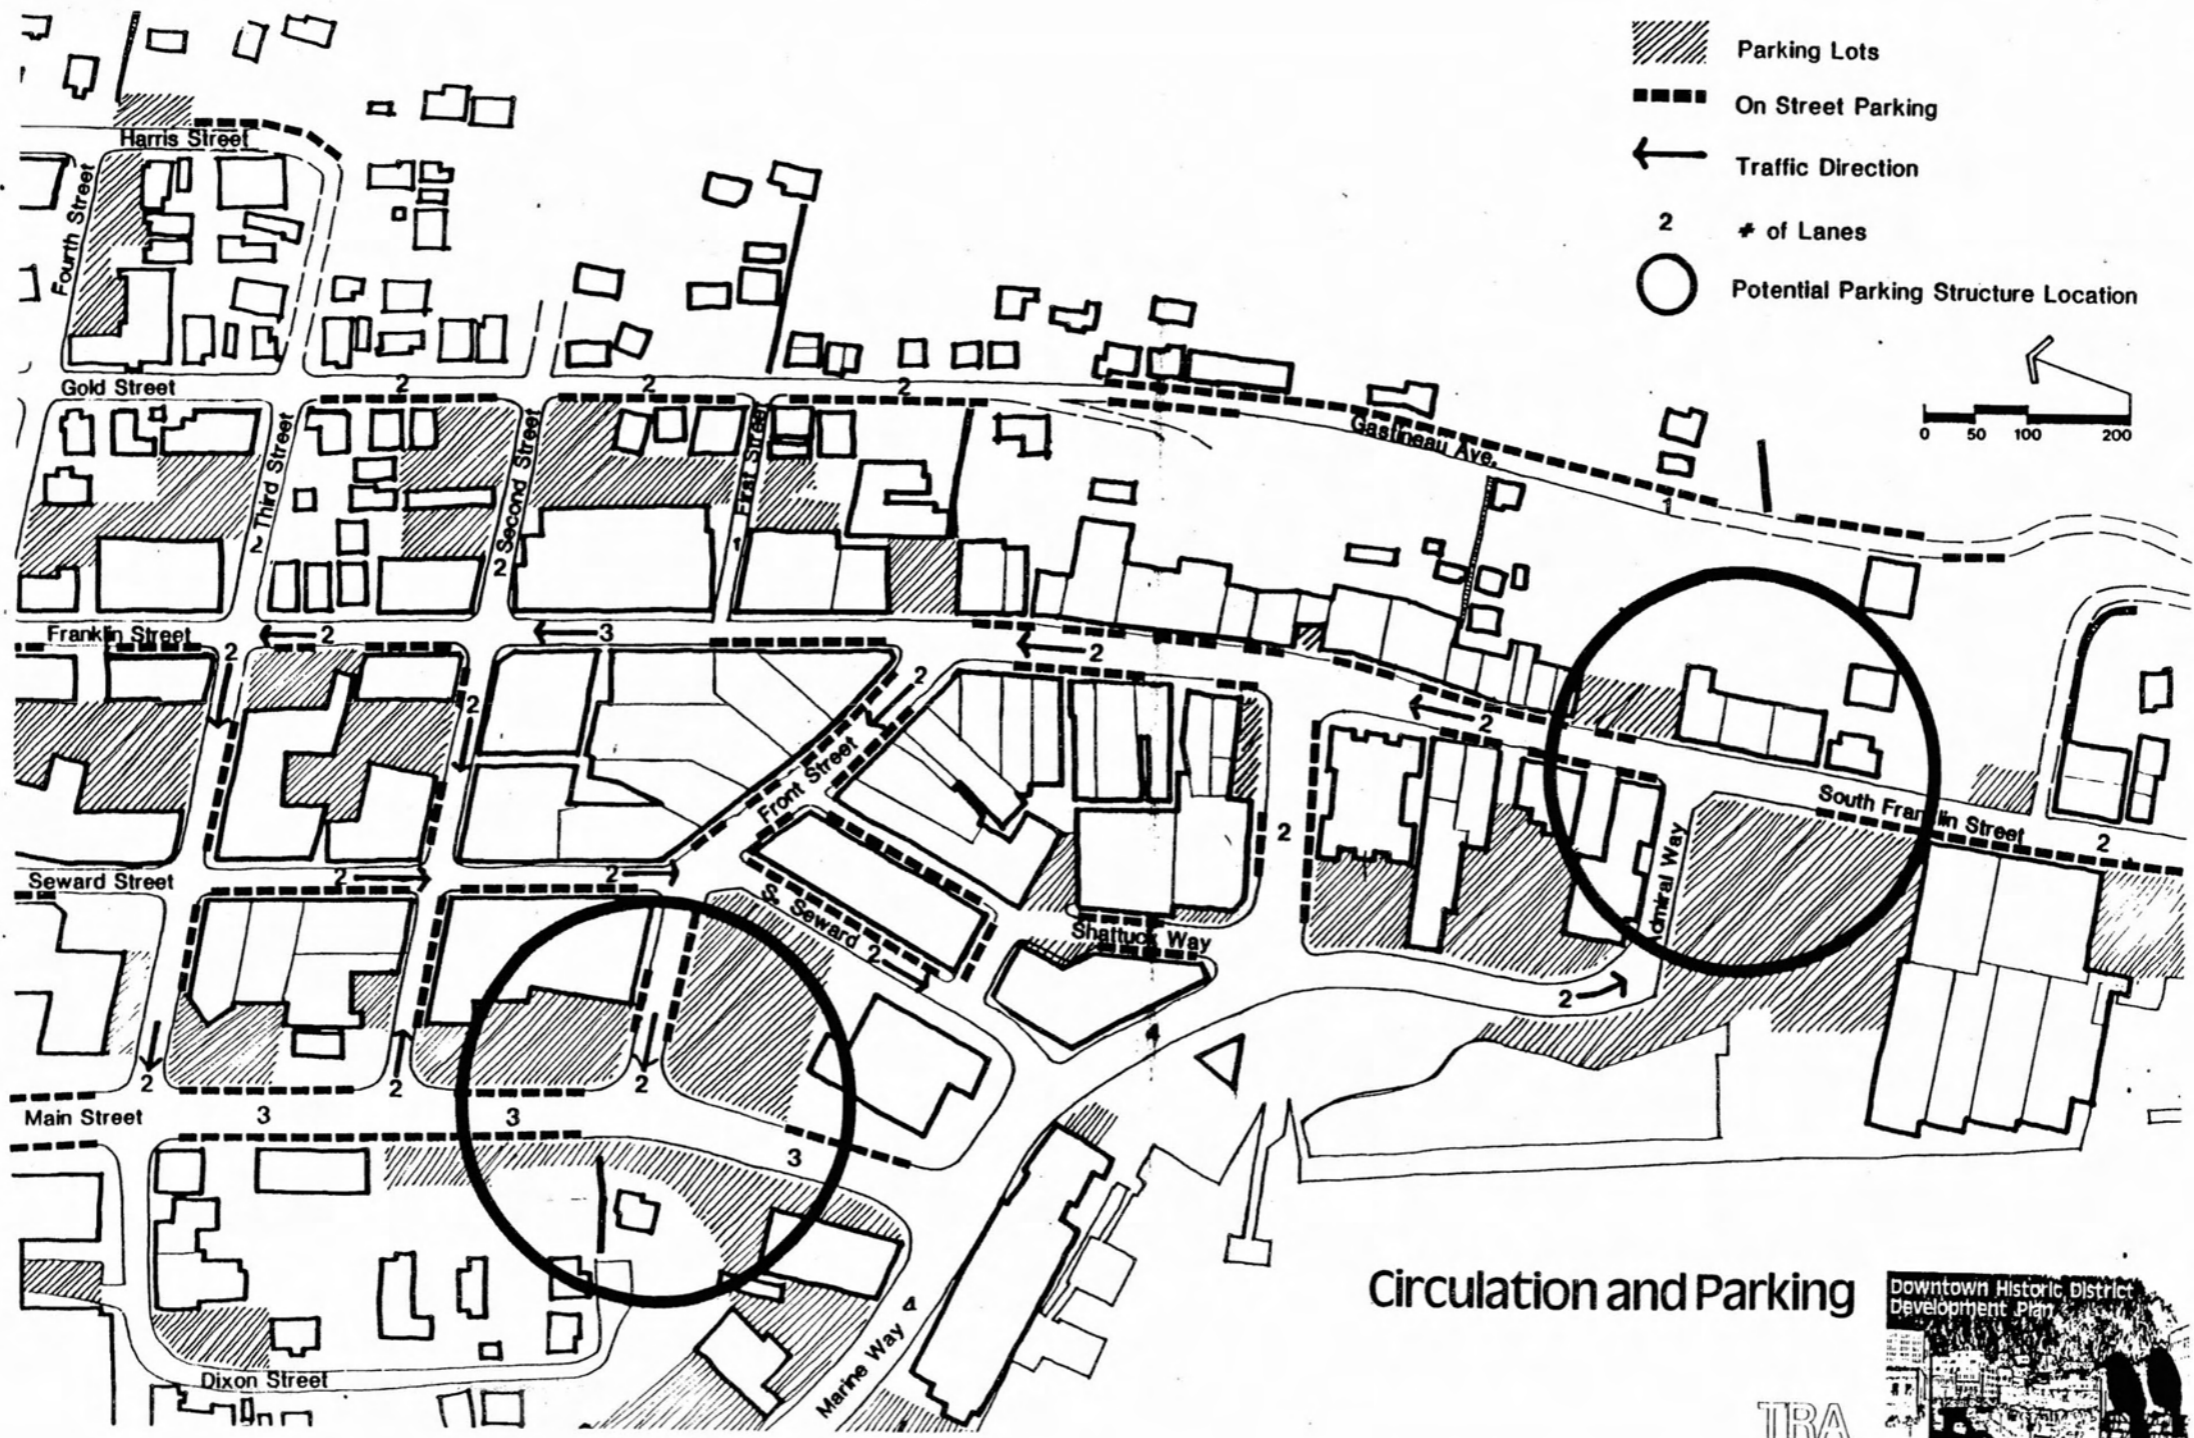 Parking Lots
On Street Parking
Traffic Direction
2
# of Lanes
Potential Parking Structure Location
0 50 100 200
Harris Street
Fourth Street
Gold Street
2
2
2
Third Street
2
Second Street
2
First Street
1
Gastineau Ave.
1
Franklin Street
2
3
2
2
2
2
2
Front Street
South Franklin Street
2
2
Admiral Way
Seward Street
2
2
S. Seward
2
Shattuck Way
4
2
2
2
2
Main Street
3
3
3
Dixon Street
4
Marine Way
Circulation and Parking
Downtown Historic District
Development Plan
TRA